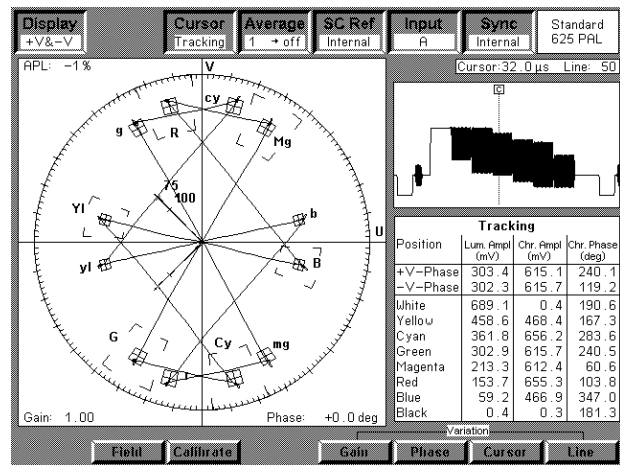 Display
+V&-V
Cursor
Tracking
Average
1 → off
SC Ref
Internal
Input
A
Sync
Internal
Standard
625 PAL
APL: -1%
V
Cursor:32.0 µs Line: 50
C
cy
g
R
Mg
75
100
Yl
b
U
yl
B
G
Cy
mg
Gain: 1.00
Phase: +0.0 deg
Tracking
Position Lum. Ampl (mV) Chr. Ampl (mV) Chr. Phase (deg)
+V-Phase 303.4 615.1 240.1
-V-Phase 302.3 615.7 119.2
White 689.1 0.4 190.6
Yellow 458.6 468.4 167.3
Cyan 361.8 656.2 283.6
Green 302.9 615.7 240.5
Magenta 213.3 612.4 60.6
Red 153.7 655.3 103.8
Blue 59.2 466.9 347.0
Black 0.4 0.3 181.3
Variation
Field
Calibrate
Gain
Phase
Cursor
Line